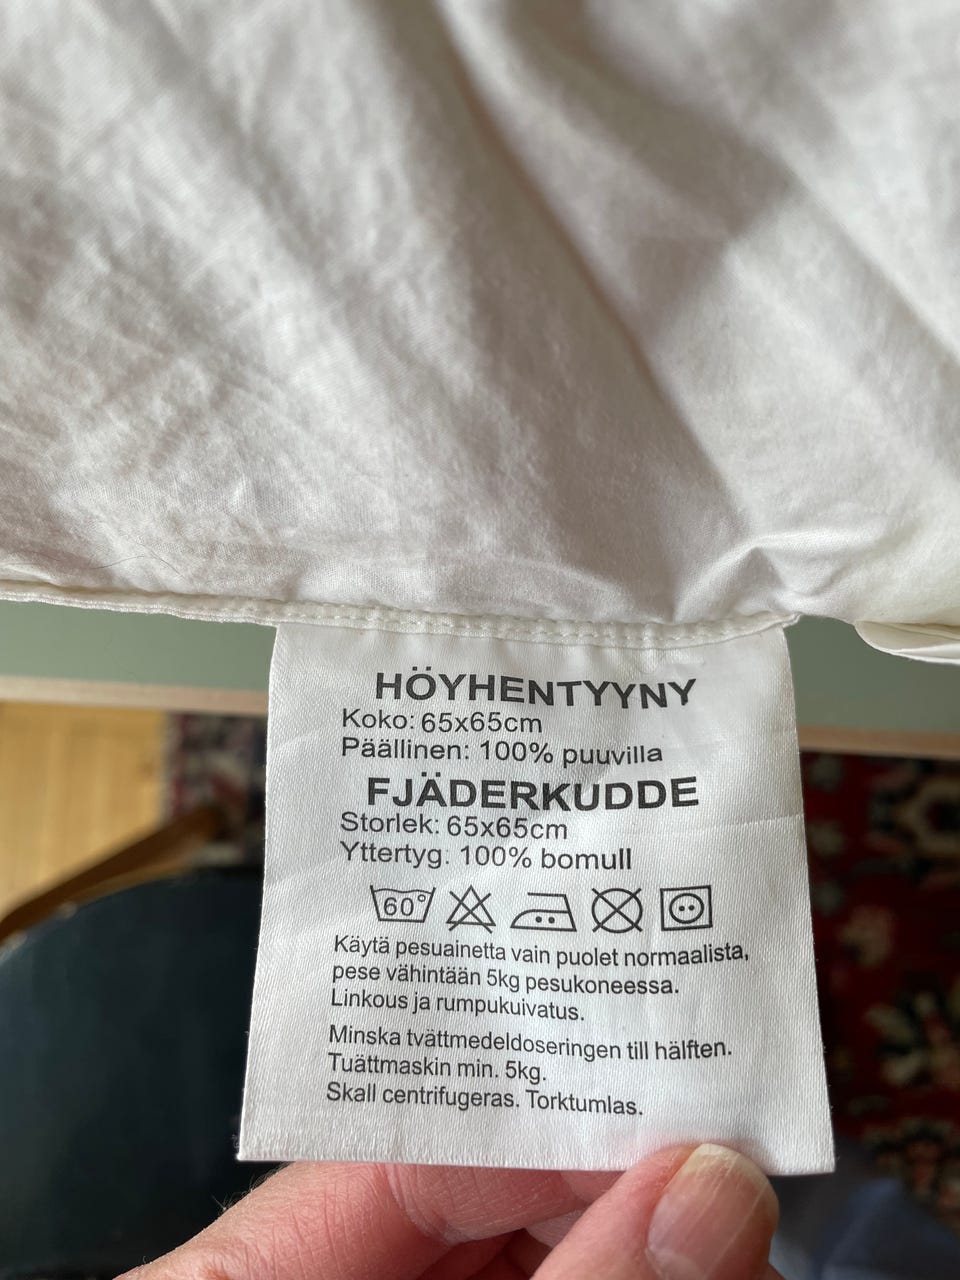 HÖYHENTYYNY
Koko: 65x65cm
Päällinen: 100% puuvilla
FJÄDERKUDDE
Storlek: 65x65cm
Yttertyg: 100% bomull
60°
Käytä pesuainetta vain puolet normaalista,
pese vähintään 5kg pesukoneessa.
Linkous ja rumpukuivatus.
Minska tvättmedeldoseringen till hälften.
Tuättmaskin min. 5kg.
Skall centrifugeras. Torktumlas.